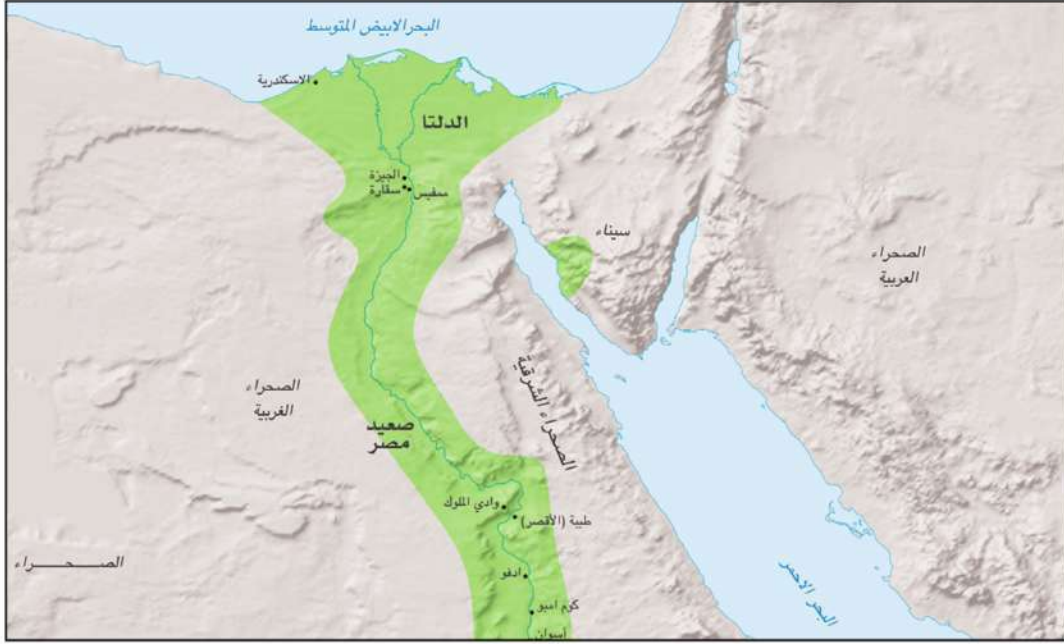 البحر الابيض المتوسط
الاسكندرية
الدلتا
الجيزة
سقارة
ممفيس
سيناء
الصحراء
العربية
الصحراء
الغربية
الصحراء الشرقية
صعيد
مصر
وادي الملوك
طيبة (الأقصر)
الصــــحــــراء
ادفو
كوم امبو
اسوان
البحر الاحمر